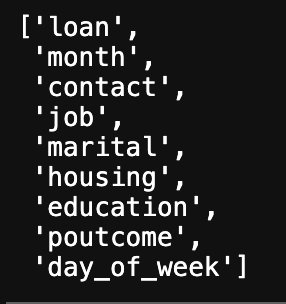 ['loan',
'month',
'contact',
'job',
'marital',
'housing',
'education',
'poutcome',
'day_of_week']